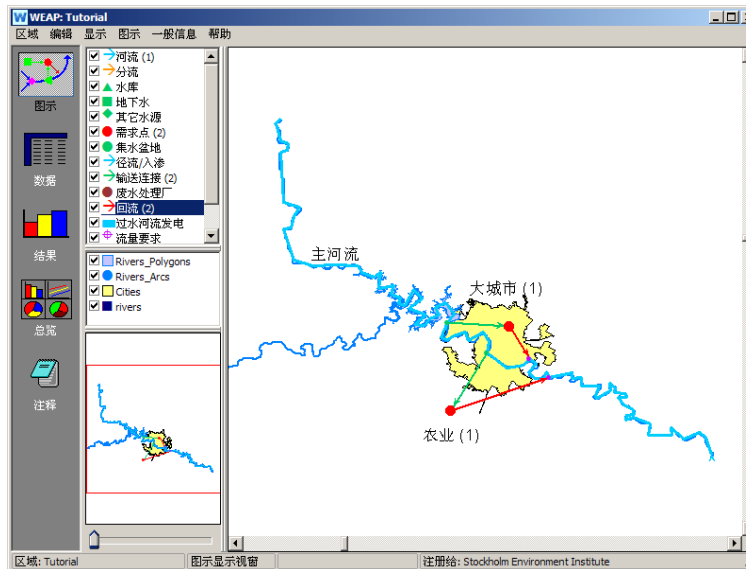 WEAP: Tutorial
区域 编辑 显示 图示 一般信息 帮助
图示
数据
结果
总览
注释
河流 (1)
分流
水库
地下水
其它水源
需求点 (2)
集水盆地
径流/入渗
输送连接 (2)
废水处理厂
回流 (2)
过水河流发电
流量要求
Rivers_Polygons
Rivers_Arcs
Cities
rivers
主河流
大城市 (1)
农业 (1)
区域: Tutorial
图示显示视窗
注册给: Stockholm Environment Institute